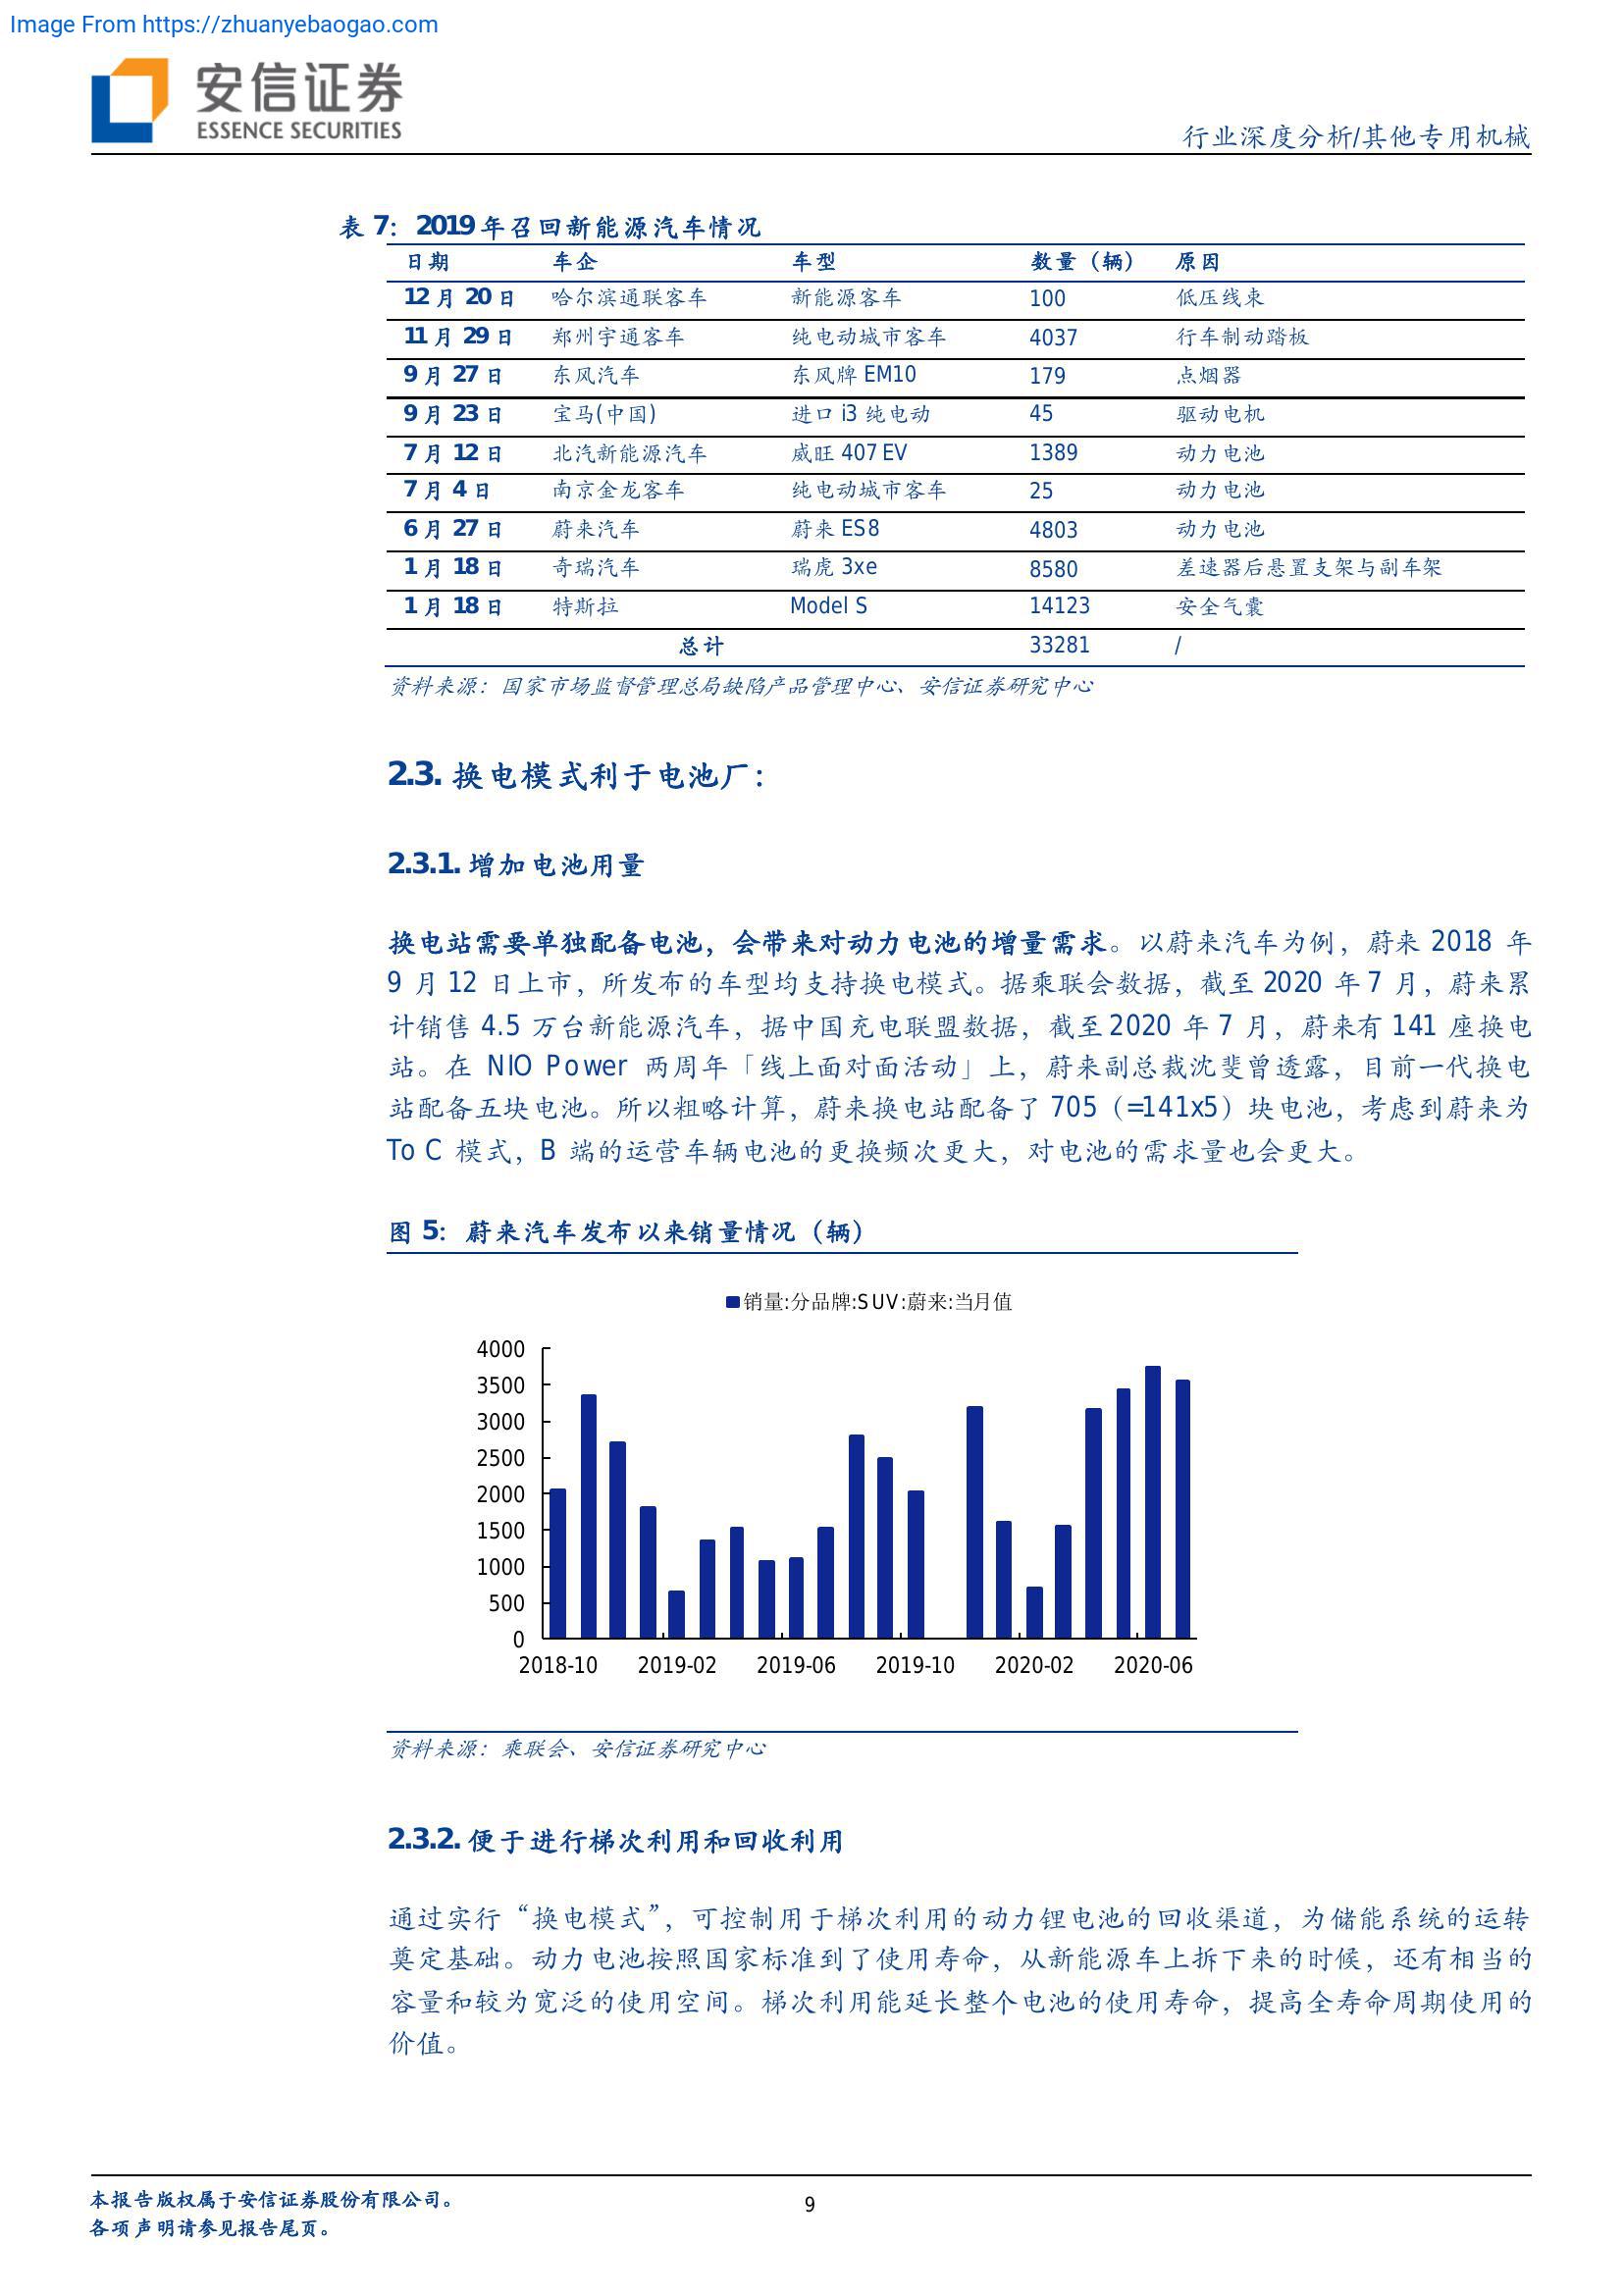 Image From https://zhuanyebaogao.com
安信证券
ESSENCE SECURITIES
行业深度分析/其他专用机械
表 7：2019年召回新能源汽车情况
日期 车企 车型 数量（辆） 原因
12 月 20 日 哈尔滨通联客车 新能源客车 100 低压线束
11 月 29 日 郑州宇通客车 纯电动城市客车 4037 行车制动踏板
9 月 27 日 东风汽车 东风牌 EM10 179 点烟器
9 月 23 日 宝马(中国) 进口 i3 纯电动 45 驱动电机
7 月 12 日 北汽新能源汽车 威旺 407 EV 1389 动力电池
7 月 4 日 南京金龙客车 纯电动城市客车 25 动力电池
6 月 27 日 蔚来汽车 蔚来 ES8 4803 动力电池
1 月 18 日 奇瑞汽车 瑞虎 3xe 8580 差速器后悬置支架与副车架
1 月 18 日 特斯拉 Model S 14123 安全气囊
总计 33281 /
资料来源：国家市场监督管理总局缺陷产品管理中心、安信证券研究中心
2.3. 换电模式利于电池厂：
2.3.1. 增加电池用量
换电站需要单独配备电池，会带来对动力电池的增量需求。以蔚来汽车为例，蔚来 2018 年
9 月 12 日上市，所发布的车型均支持换电模式。据乘联会数据，截至 2020 年 7 月，蔚来累
计销售 4.5 万台新能源汽车，据中国充电联盟数据，截至 2020 年 7 月，蔚来有 141 座换电
站。在 NIO Power 两周年「线上面对面活动」上，蔚来副总裁沈斐曾透露，目前一代换电
站配备五块电池。所以粗略计算，蔚来换电站配备了 705（=141x5）块电池，考虑到蔚来为
To C 模式，B 端的运营车辆电池的更换频次更大，对电池的需求量也会更大。
图 5：蔚来汽车发布以来销量情况（辆）
销量:分品牌:SUV:蔚来:当月值
4000
3500
3000
2500
2000
1500
1000
500
0
2018-10 2019-02 2019-06 2019-10 2020-02 2020-06
资料来源：乘联会、安信证券研究中心
2.3.2. 便于进行梯次利用和回收利用
通过实行“换电模式”，可控制用于梯次利用的动力锂电池的回收渠道，为储能系统的运转
奠定基础。动力电池按照国家标准到了使用寿命，从新能源车上拆下来的时候，还有相当的
容量和较为宽泛的使用空间。梯次利用能延长整个电池的使用寿命，提高全寿命周期使用的
价值。
本报告版权属于安信证券股份有限公司。
各项声明请参见报告尾页。
9